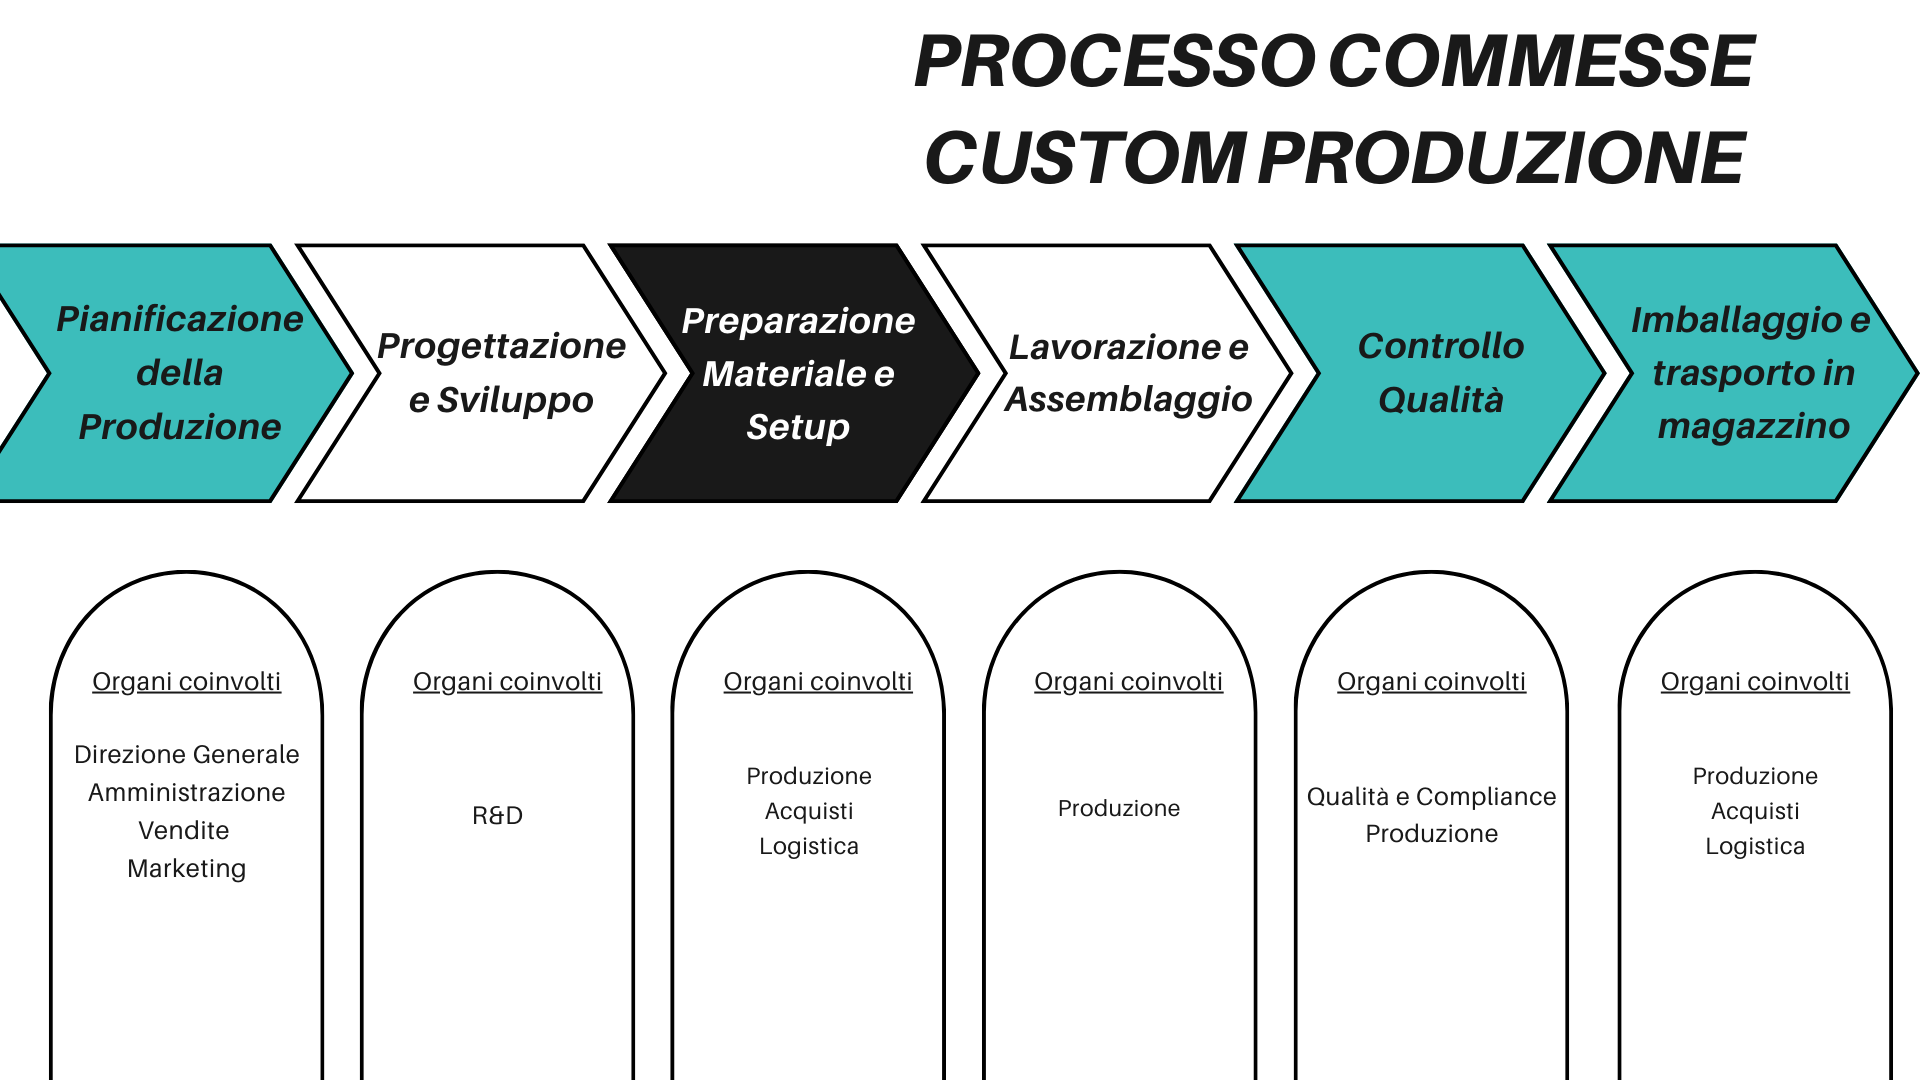 PROCESSO COMMESSE
CUSTOM PRODUZIONE
Pianificazione
della
Produzione
Progettazione
e Sviluppo
Preparazione
Materiale e
Setup
Lavorazione e
Assemblaggio
Controllo
Qualità
Imballaggio e
trasporto in
magazzino
Organi coinvolti
Direzione Generale
Amministrazione
Vendite
Marketing
Organi coinvolti
R&D
Organi coinvolti
Produzione
Acquisti
Logistica
Organi coinvolti
Produzione
Organi coinvolti
Qualità e Compliance
Produzione
Organi coinvolti
Produzione
Acquisti
Logistica